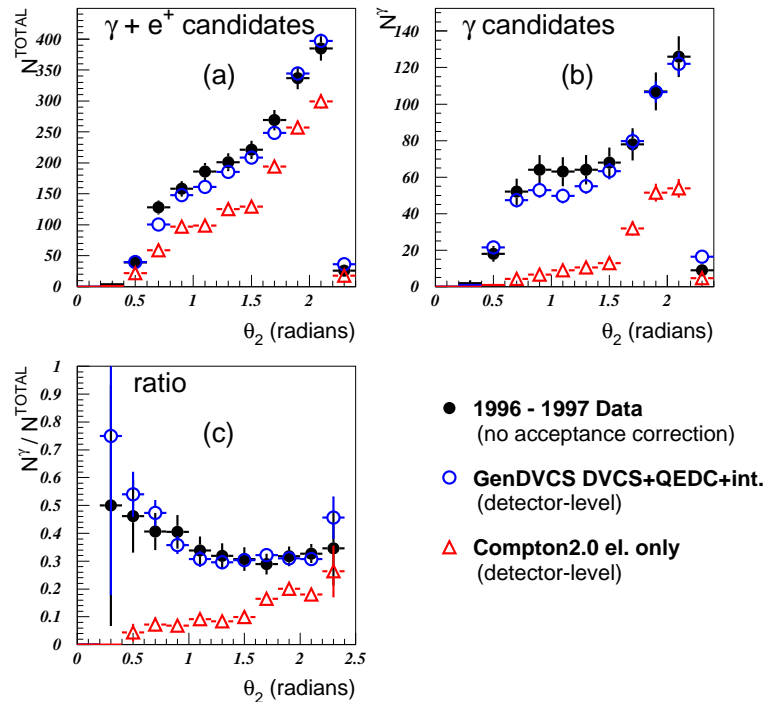 γ + e⁺ candidates
(a)
N^TOTAL
400
350
300
250
200
150
100
50
0
0.5 1 1.5 2
θ₂ (radians)
γ candidates
(b)
N^γ
140
120
100
80
60
40
20
0
0 0.5 1 1.5 2
θ₂ (radians)
ratio
(c)
N^γ / N^TOTAL
1
0.9
0.8
0.7
0.6
0.5
0.4
0.3
0.2
0.1
0
0 0.5 1 1.5 2 2.5
θ₂ (radians)
1996 - 1997 Data
(no acceptance correction)
GenDVCS DVCS+QEDC+int.
(detector-level)
Compton2.0 el. only
(detector-level)